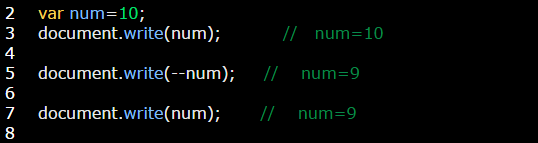 2 var num=10;
3 document.write(num); // num=10
4
5 document.write(--num); // num=9
6
7 document.write(num); // num=9
8